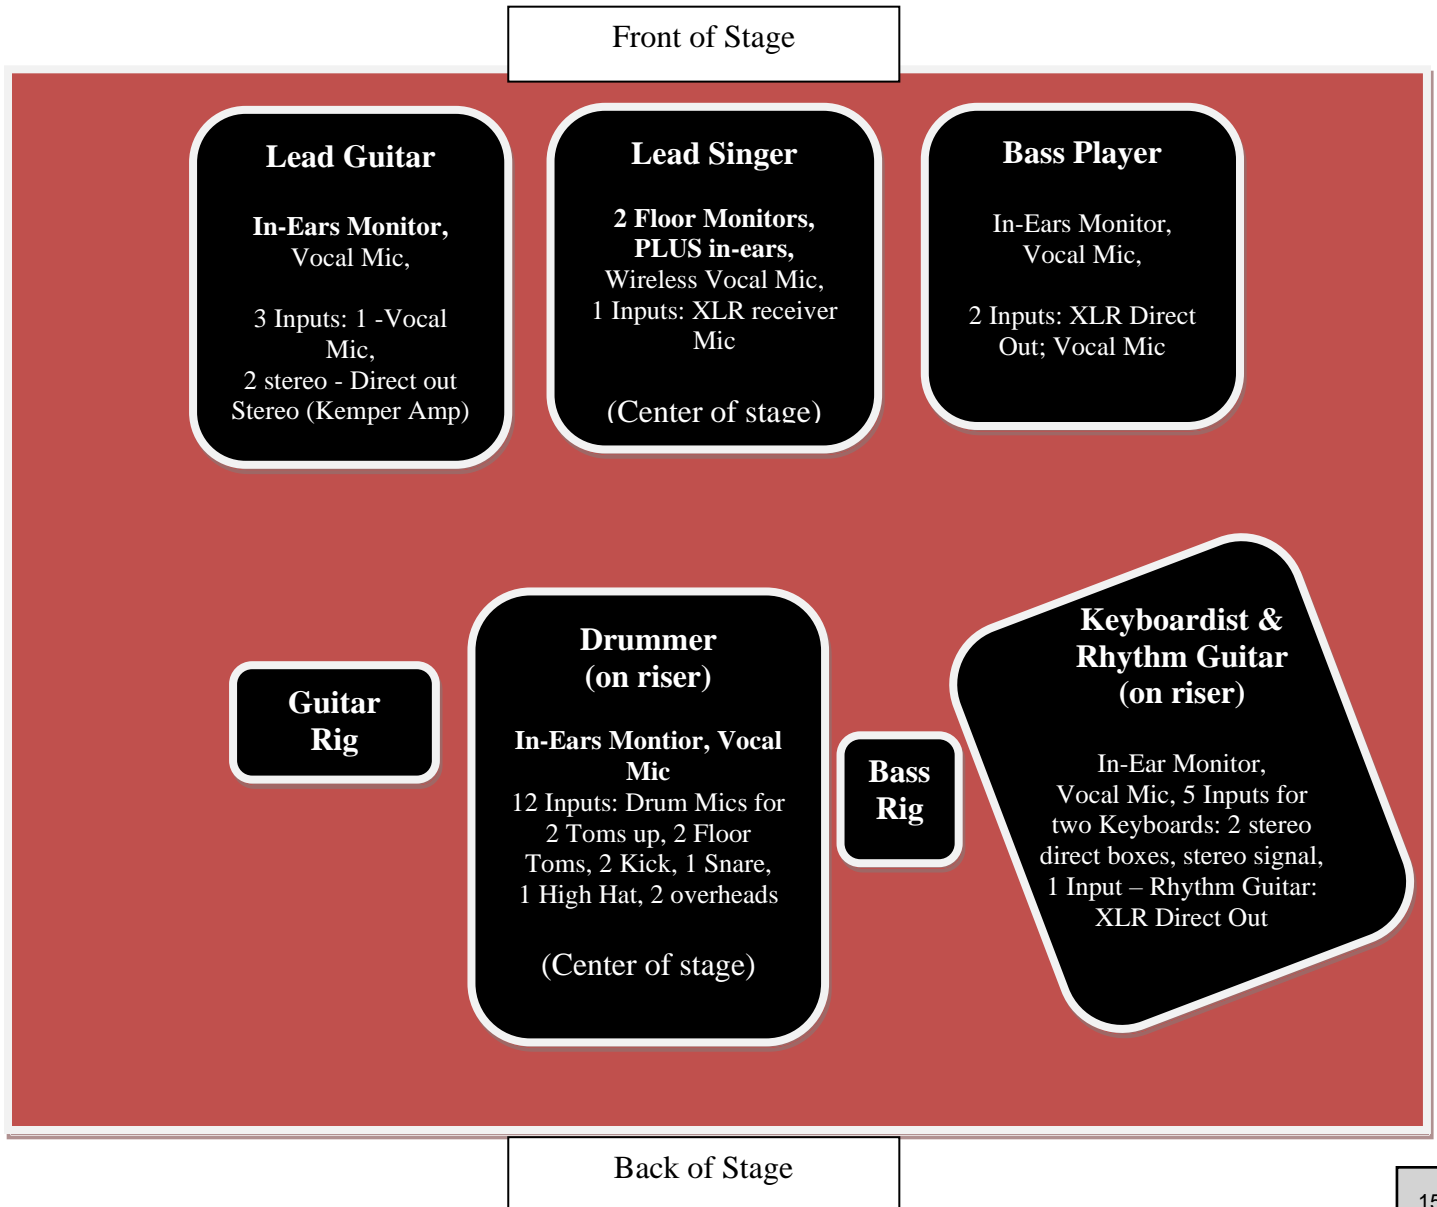 Front of Stage
Lead Guitar
In-Ears Monitor,
Vocal Mic,
3 Inputs: 1 -Vocal
Mic,
2 stereo - Direct out
Stereo (Kemper Amp)
Lead Singer
2 Floor Monitors,
PLUS in-ears,
Wireless Vocal Mic,
1 Inputs: XLR receiver
Mic
(Center of stage)
Bass Player
In-Ears Monitor,
Vocal Mic,
2 Inputs: XLR Direct
Out; Vocal Mic
Guitar
Rig
Drummer
(on riser)
In-Ears Montior, Vocal
Mic
12 Inputs: Drum Mics for
2 Toms up, 2 Floor
Toms, 2 Kick, 1 Snare,
1 High Hat, 2 overheads
(Center of stage)
Bass
Rig
Keyboardist &
Rhythm Guitar
(on riser)
In-Ear Monitor,
Vocal Mic, 5 Inputs for
two Keyboards: 2 stereo
direct boxes, stereo signal,
1 Input – Rhythm Guitar:
XLR Direct Out
Back of Stage
15